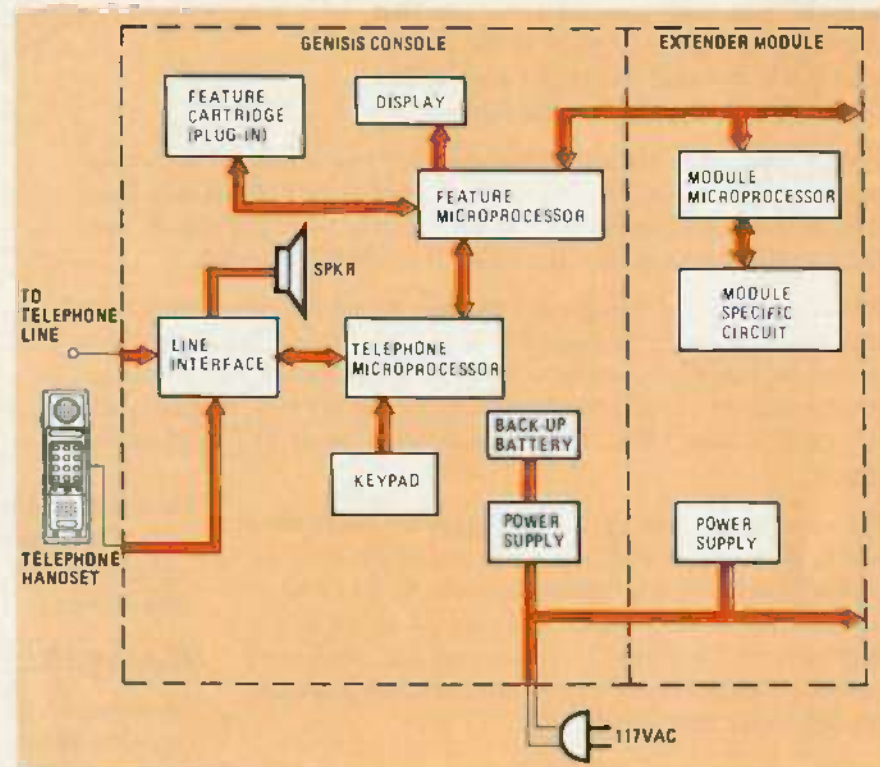 GENISIS CONSOLE
EXTENDER MODULE
FEATURE
CARTRIDGE
(PLUG-IN)
DISPLAY
FEATURE
MICROPROCESSOR
MODULE
MICROPROCESSOR
SPKR
MODULE
SPECIFIC
CIRCUIT
TO
TELEPHONE
LINE
LINE
INTERFACE
TELEPHONE
MICROPROCESSOR
BACK-UP
BATTERY
KEYPAD
POWER
SUPPLY
POWER
SUPPLY
TELEPHONE
HANDSET
117VAC